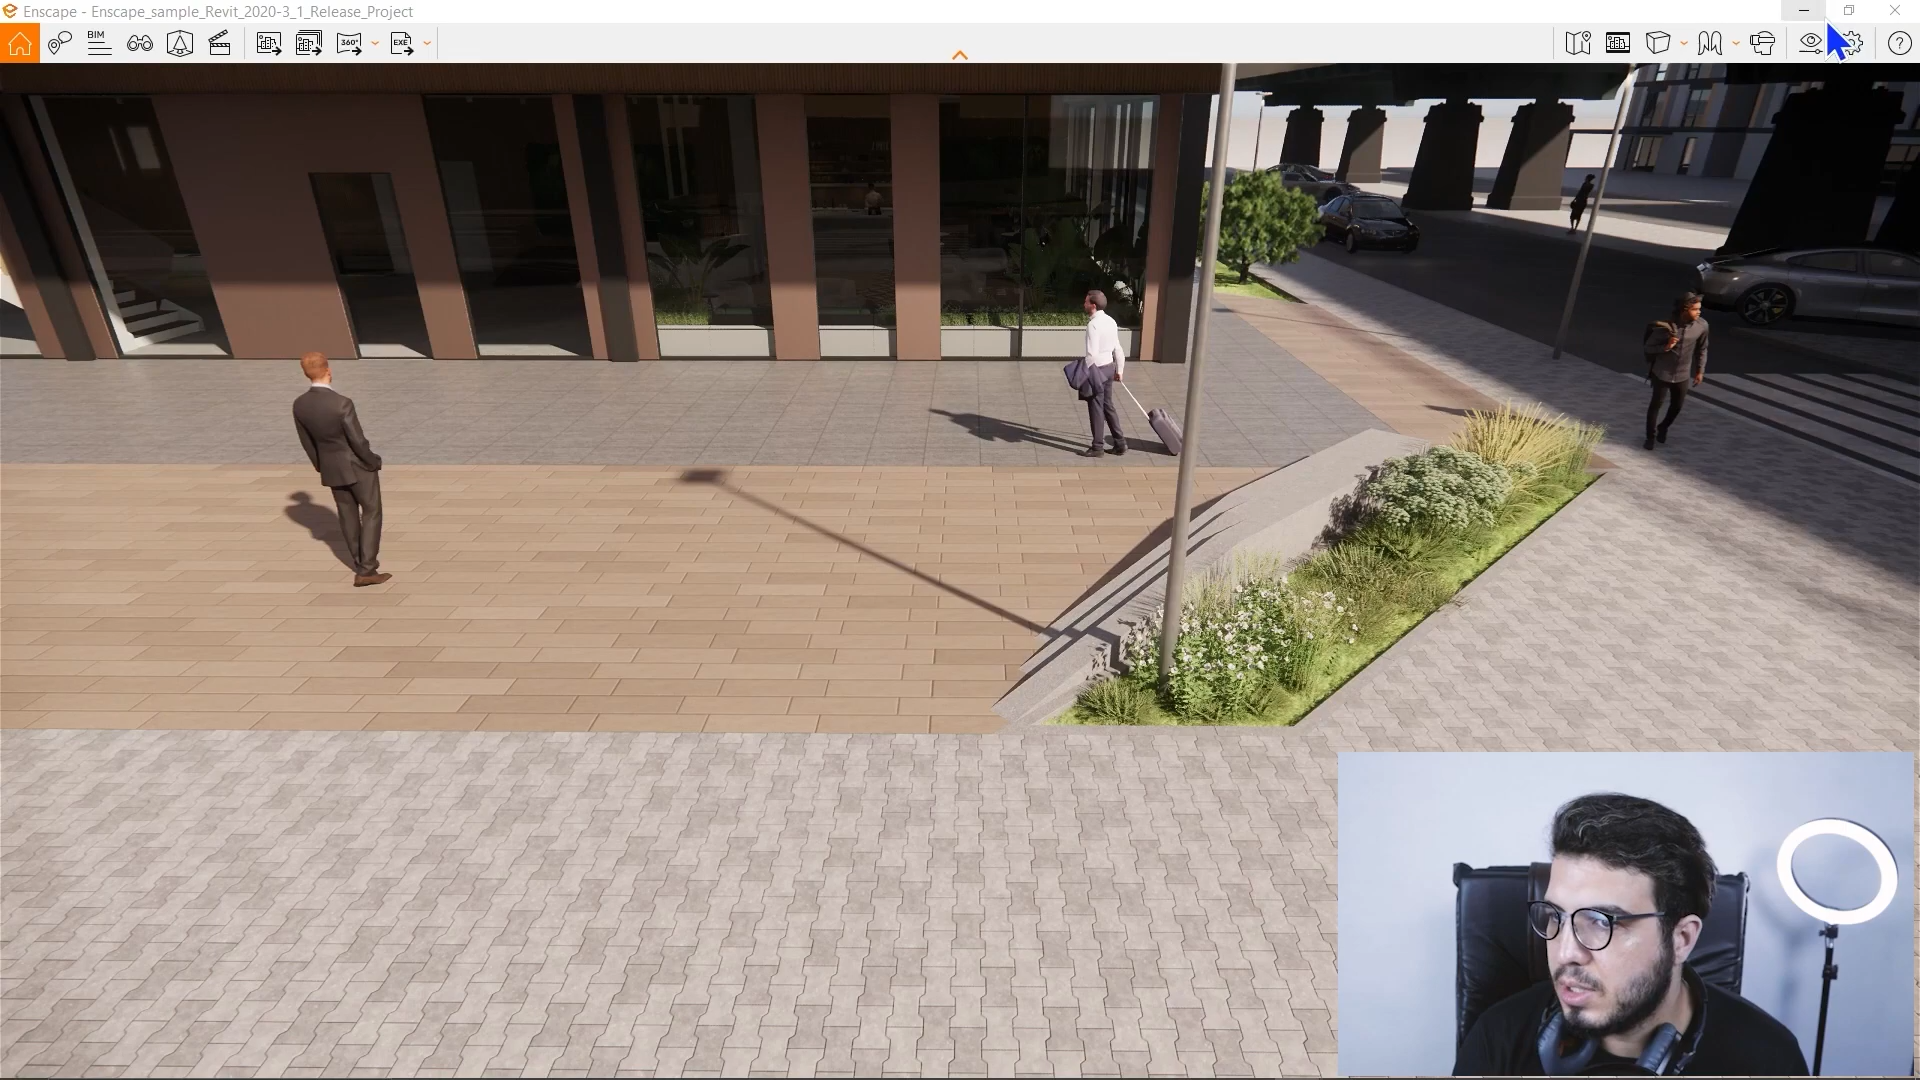 Enscape - Enscape_sample_Revit_2020-3_1_Release_Project
BIM
360°
EXE
?